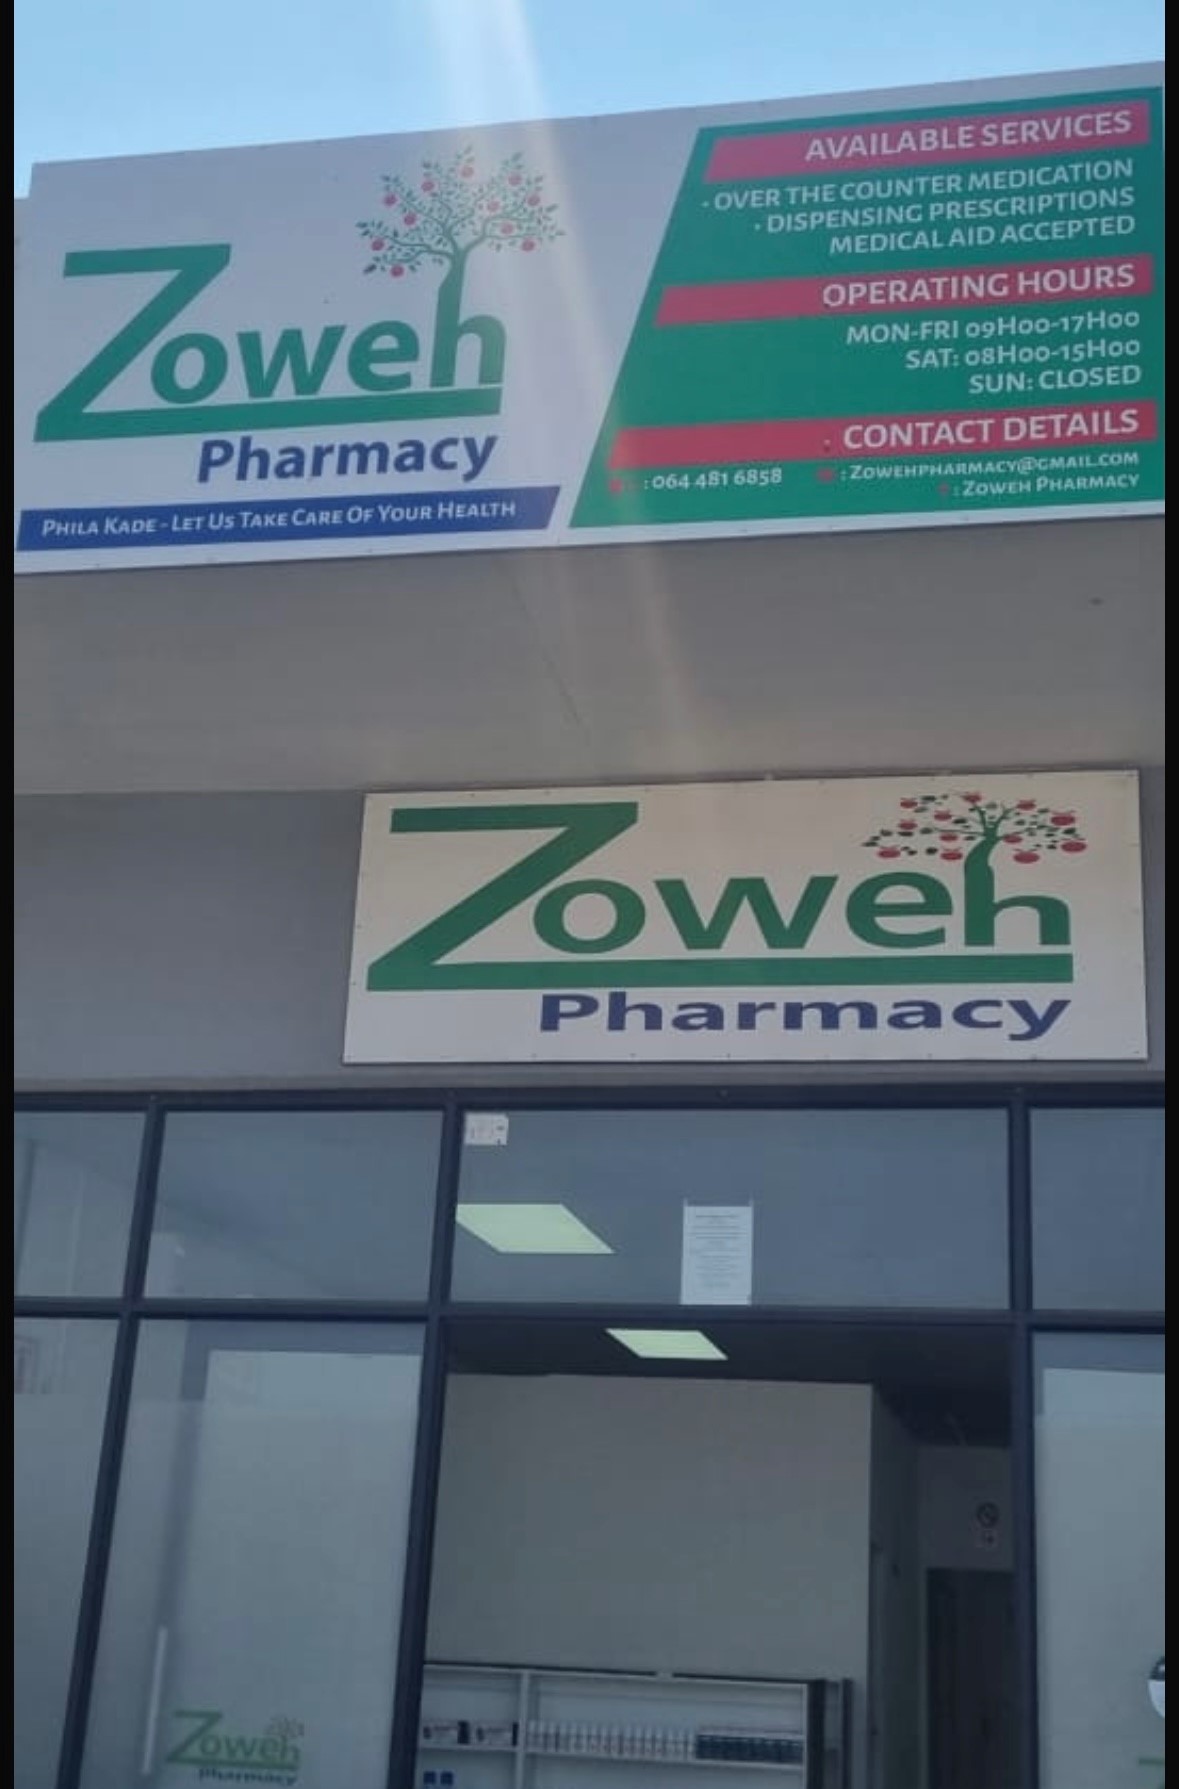 Zoweh
Pharmacy
PHILA KADE - LET US TAKE CARE OF YOUR HEALTH
AVAILABLE SERVICES
· OVER THE COUNTER MEDICATION
· DISPENSING PRESCRIPTIONS
MEDICAL AID ACCEPTED
OPERATING HOURS
MON-FRI 09H00-17H00
SAT: 08H00-15H00
SUN: CLOSED
CONTACT DETAILS
: 064 481 6858
: ZOWEHPHARMACY@GMAIL.COM
: ZOWEH PHARMACY
Zoweh
Pharmacy
Zoweh
Pharmacy